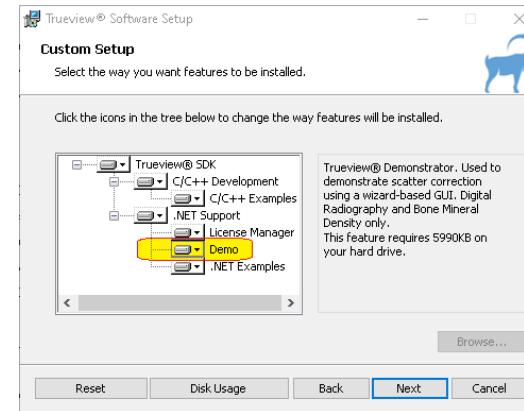 Trueview® Software Setup
Custom Setup
Select the way you want features to be installed.
Click the icons in the tree below to change the way features will be installed.
Trueview® SDK
C/C++ Development
C/C++ Examples
.NET Support
License Manager
Demo
.NET Examples
Trueview® Demonstrator. Used to
demonstrate scatter correction
using a wizard-based GUI. Digital
Radiography and Bone Mineral
Density only.
This feature requires 5990KB on
your hard drive.
Browse...
Reset Disk Usage Back Next Cancel